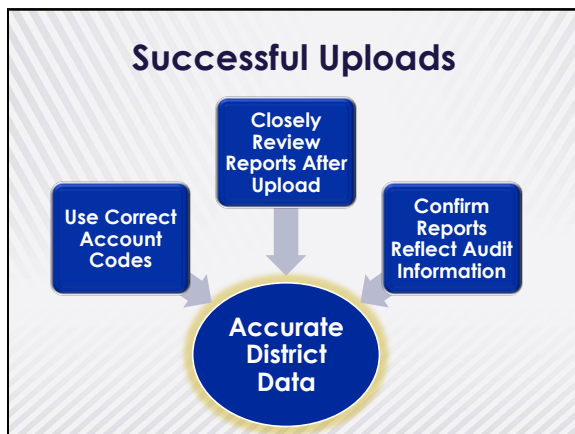 Successful Uploads
Closely
Review
Reports After
Upload
Use Correct
Account
Codes
Confirm
Reports
Reflect Audit
Information
Accurate
District
Data